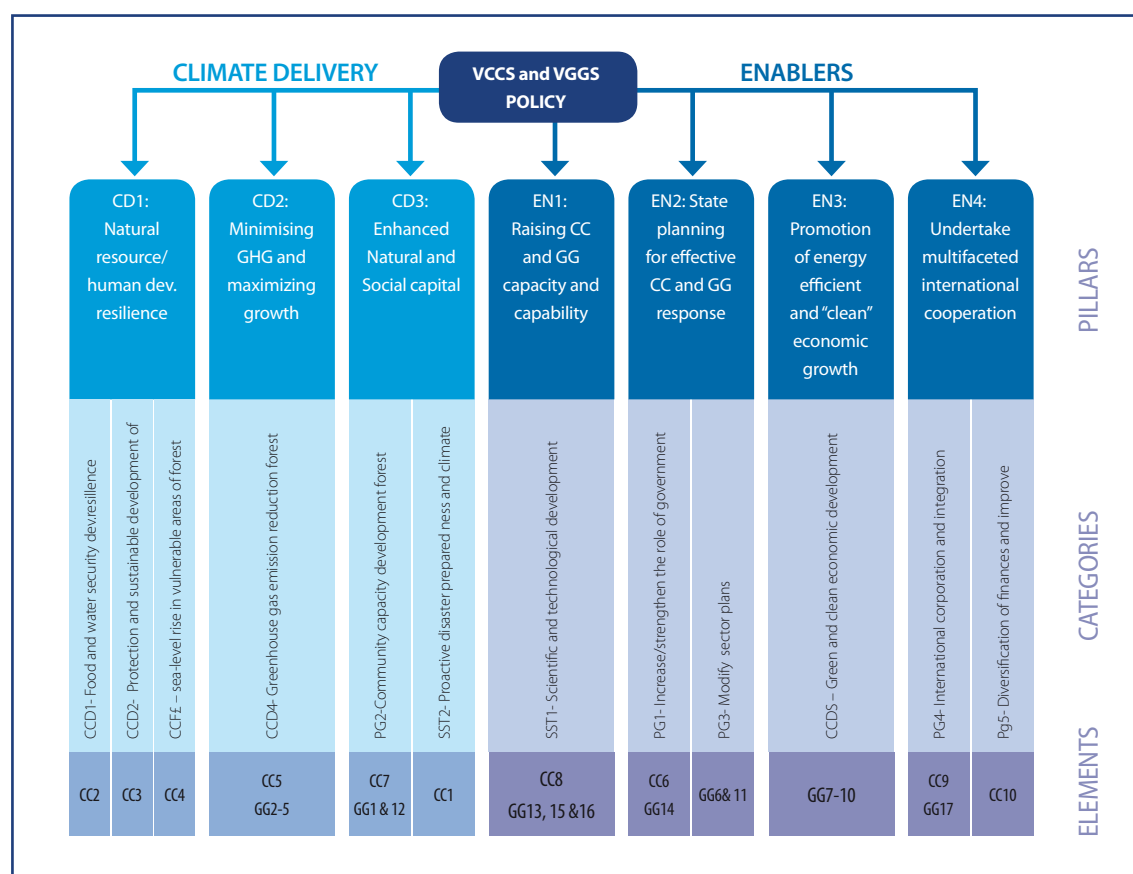 CLIMATE DELIVERY
VCCS and VGGS
POLICY
ENABLERS
CD1:
Natural
resource/
human dev.
resilience
CD2:
Minimising
GHG and
maximizing
growth
CD3:
Enhanced
Natural and
Social capital
EN1:
Raising CC
and GG
capacity and
capability
EN2: State
planning
for effective
CC and GG
response
EN3:
Promotion
of energy
efficient
and “clean”
economic
growth
EN4:
Undertake
multifaceted
international
cooperation
PILLARS
CCD1- Food and water security dev.resillence
CCD2- Protection and sustainable development of
CCF£ – sea-level rise in vulnerable areas of forest
CCD4- Greenhouse gas emission reduction forest
PG2-Community capacity development forest
SST2- Proactive disaster prepared ness and climate
SST1- Scientific and technological development
PG1- Increase/strengthen the role of government
PG3- Modify sector plans
CCDS – Green and clean economic development
PG4- International corporation and integration
Pg5- Diversification of finances and improve
CATEGORIES
CC2
CC3
CC4
CC5
GG2-5
CC7
GG1 & 12
CC1
CC8
GG13, 15 &16
CC6
GG14
GG6& 11
GG7-10
CC9
GG17
CC10
ELEMENTS